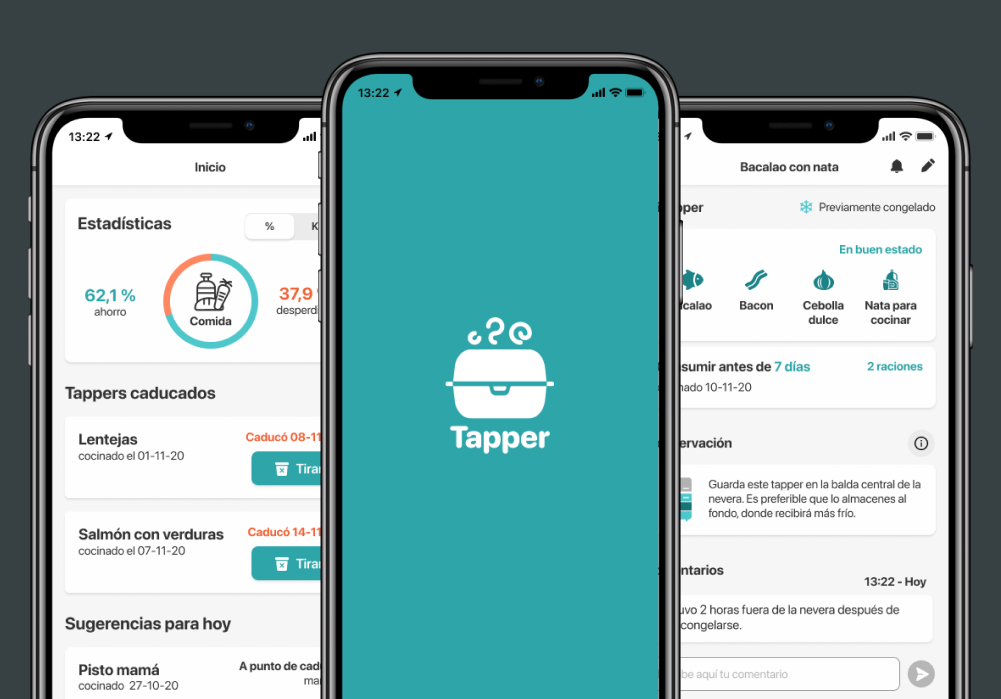 13:22
Inicio
Estadísticas
%
K
62,1 %
ahorro
Comida
37,9
desperdi
Tappers caducados
Lentejas
cocinado el 01-11-20
Caducó 08-11
Tirar
Salmón con verduras
cocinado el 07-11-20
Caducó 14-11
Tirar
Sugerencias para hoy
Pisto mamá
cocinado 27-10-20
A punto de cad
ma
13:22
Tapper
Bacalao con nata
pper
Previamente congelado
En buen estado
calao
Bacon
Cebolla
dulce
Nata para
cocinar
sumir antes de 7 días
2 raciones
nado 10-11-20
ervación
Guarda este tapper en la balda central de la
nevera. Es preferible que lo almacenes al
fondo, donde recibirá más frío.
ntarios
13:22 - Hoy
uvo 2 horas fuera de la nevera después de
congelarse.
be aquí tu comentario